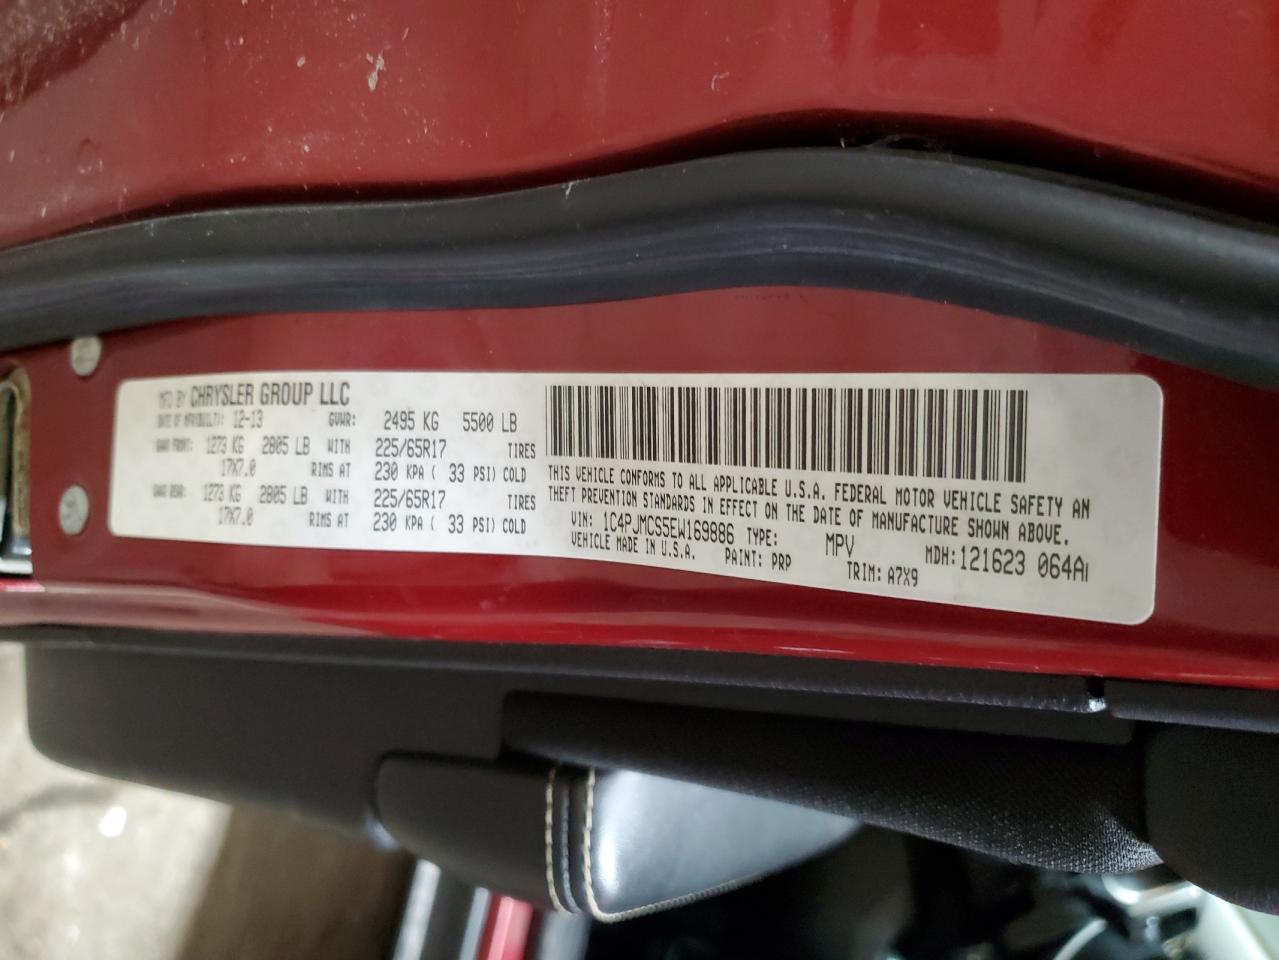 MFD BY CHRYSLER GROUP LLC
DATE OF MFR(BUILT): 12-13 GVWR: 2495 KG 5500 LB
GAWR FRONT: 1273 KG 2805 LB WITH 225/65R17 TIRES
17X7.0 RIMS AT 230 KPA ( 33 PSI) COLD
GAWR REAR: 1273 KG 2805 LB WITH 225/65R17 TIRES
17X7.0 RIMS AT 230 KPA ( 33 PSI) COLD
THIS VEHICLE CONFORMS TO ALL APPLICABLE U.S.A. FEDERAL MOTOR VEHICLE SAFETY AN
THEFT PREVENTION STANDARDS IN EFFECT ON THE DATE OF MANUFACTURE SHOWN ABOVE.
VIN: 1C4PJMCS5EW169886 TYPE: MPV MDH:121623 064A
VEHICLE MADE IN U.S.A. PAINT: PRP TRIM: A7X9